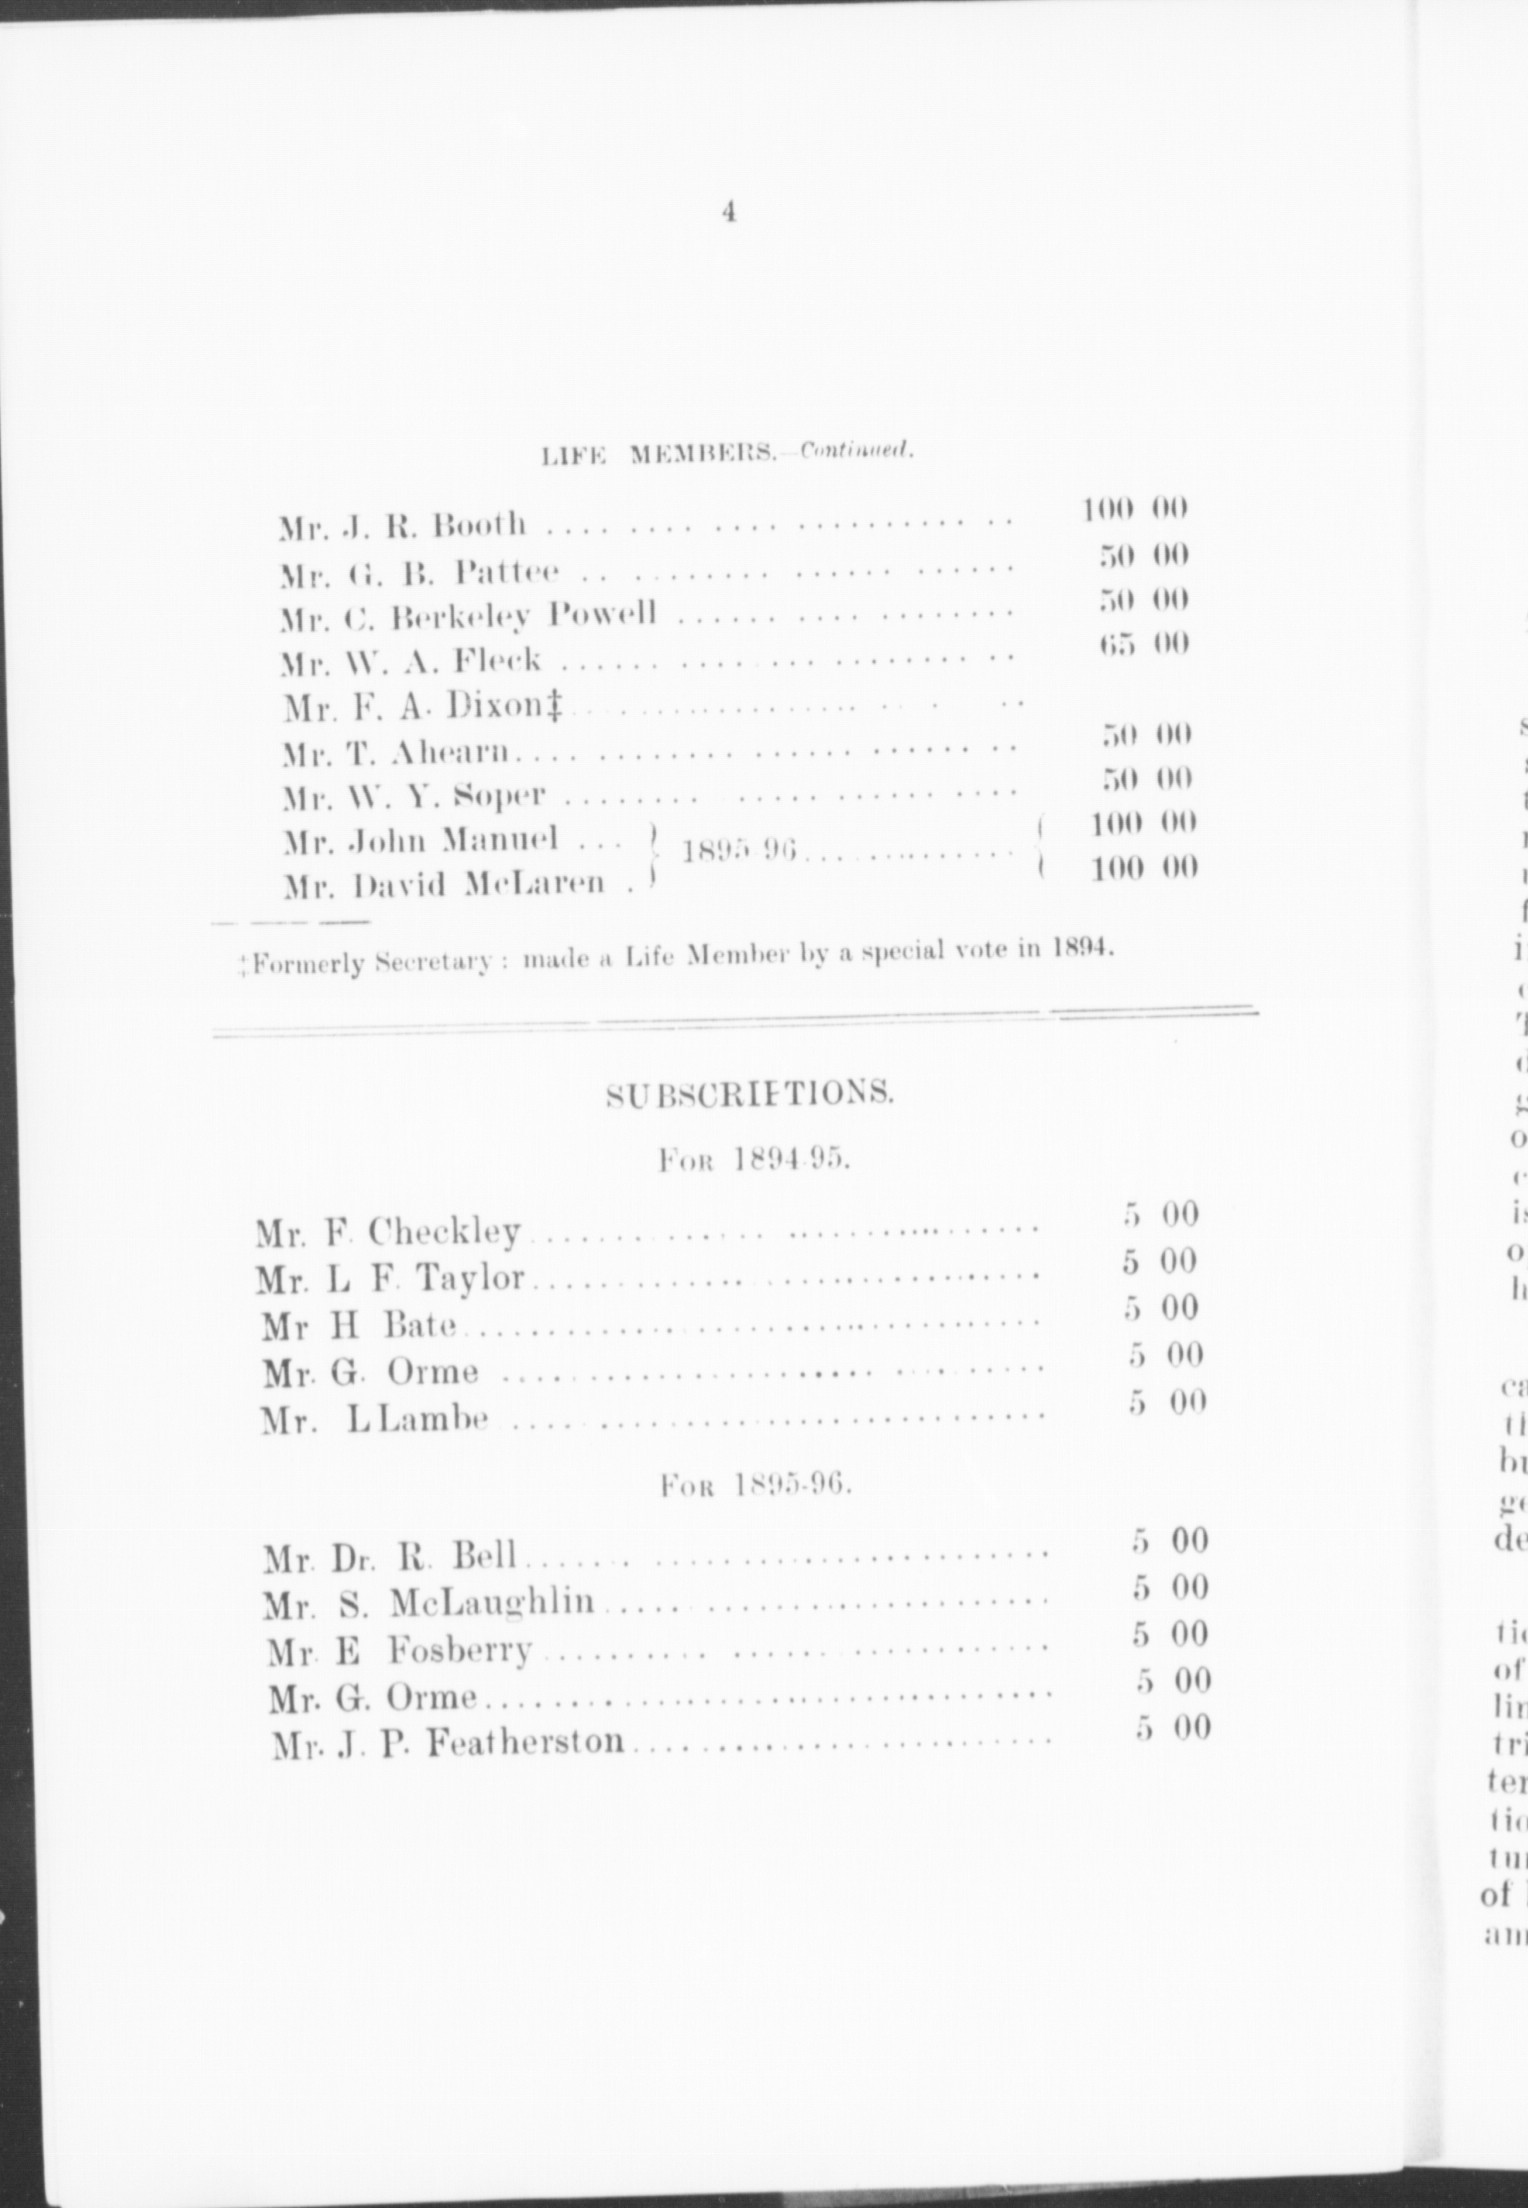 4
LIFE MEMBERS.—Continued.
Mr. J. R. Booth .... .... .... .......... .. 100 00
Mr. G. B. Pattee .. ......... ...... ...... 50 00
Mr. C. Berkeley Powell ...... .... ........ 50 00
Mr. W. A. Fleck ...... ..... .......... .. 65 00
Mr. F. A. Dixon‡.................. .. . ..
Mr. T. Ahearn.... .......... ...... ...... .. 50 00
Mr. W. Y. Soper ........ ..... ........ .... 50 00
Mr. John Manuel ... } 1895 96.............. { 100 00
Mr. David McLaren . } { 100 00
‡Formerly Secretary : made a Life Member by a special vote in 1894.
SUBSCRIPTIONS.
FOR 1894-95.
Mr. F. Checkley.............. ............... 5 00
Mr. L F. Taylor............. ................ 5 00
Mr H Bate.................................. 5 00
Mr. G. Orme ...................... ......... 5 00
Mr. L Lambe ................................ 5 00
FOR 1895-96.
Mr. Dr. R. Bell....... ........................ 5 00
Mr. S. McLaughlin..... ..................... 5 00
Mr. E Fosberry.......... ...... ............ 5 00
Mr. G. Orme.................................. 5 00
Mr. J. P. Featherston......................... 5 00